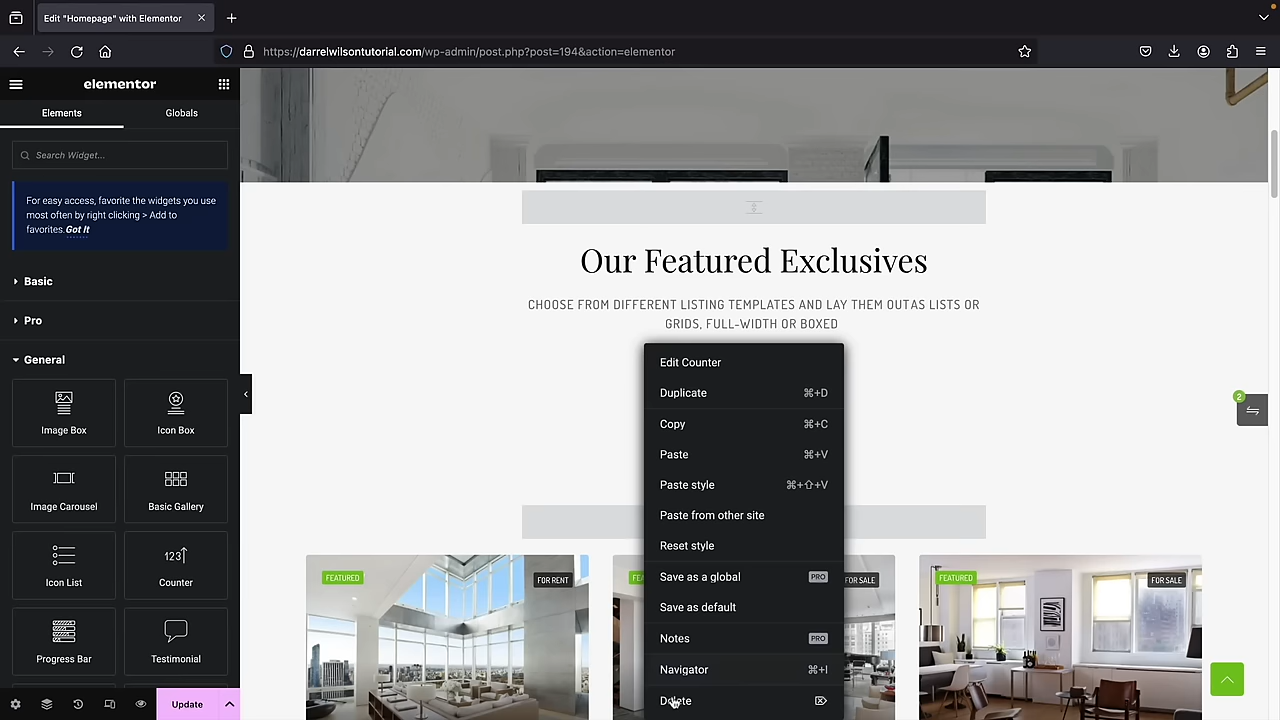 Edit "Homepage" with Elementor
https://darrelwilsontutorial.com/wp-admin/post.php?post=194&action=elementor
elementor
Elements
Globals
Search Widget...
For easy access, favorite the widgets you use
most often by right clicking > Add to
favorites. Got It
Basic
Pro
General
Image Box
Icon Box
Image Carousel
Basic Gallery
Icon List
123
Counter
Progress Bar
Testimonial
Update
Our Featured Exclusives
CHOOSE FROM DIFFERENT LISTING TEMPLATES AND LAY THEM OUTAS LISTS OR
GRIDS, FULL-WIDTH OR BOXED
Edit Counter
Duplicate ⌘+D
Copy ⌘+C
Paste ⌘+V
Paste style ⌘+⇧+V
Paste from other site
Reset style
Save as a global PRO
Save as default
Notes PRO
Navigator ⌘+I
Delete
2
FEATURED
FOR RENT
FOR SALE
FEATURED
FOR SALE